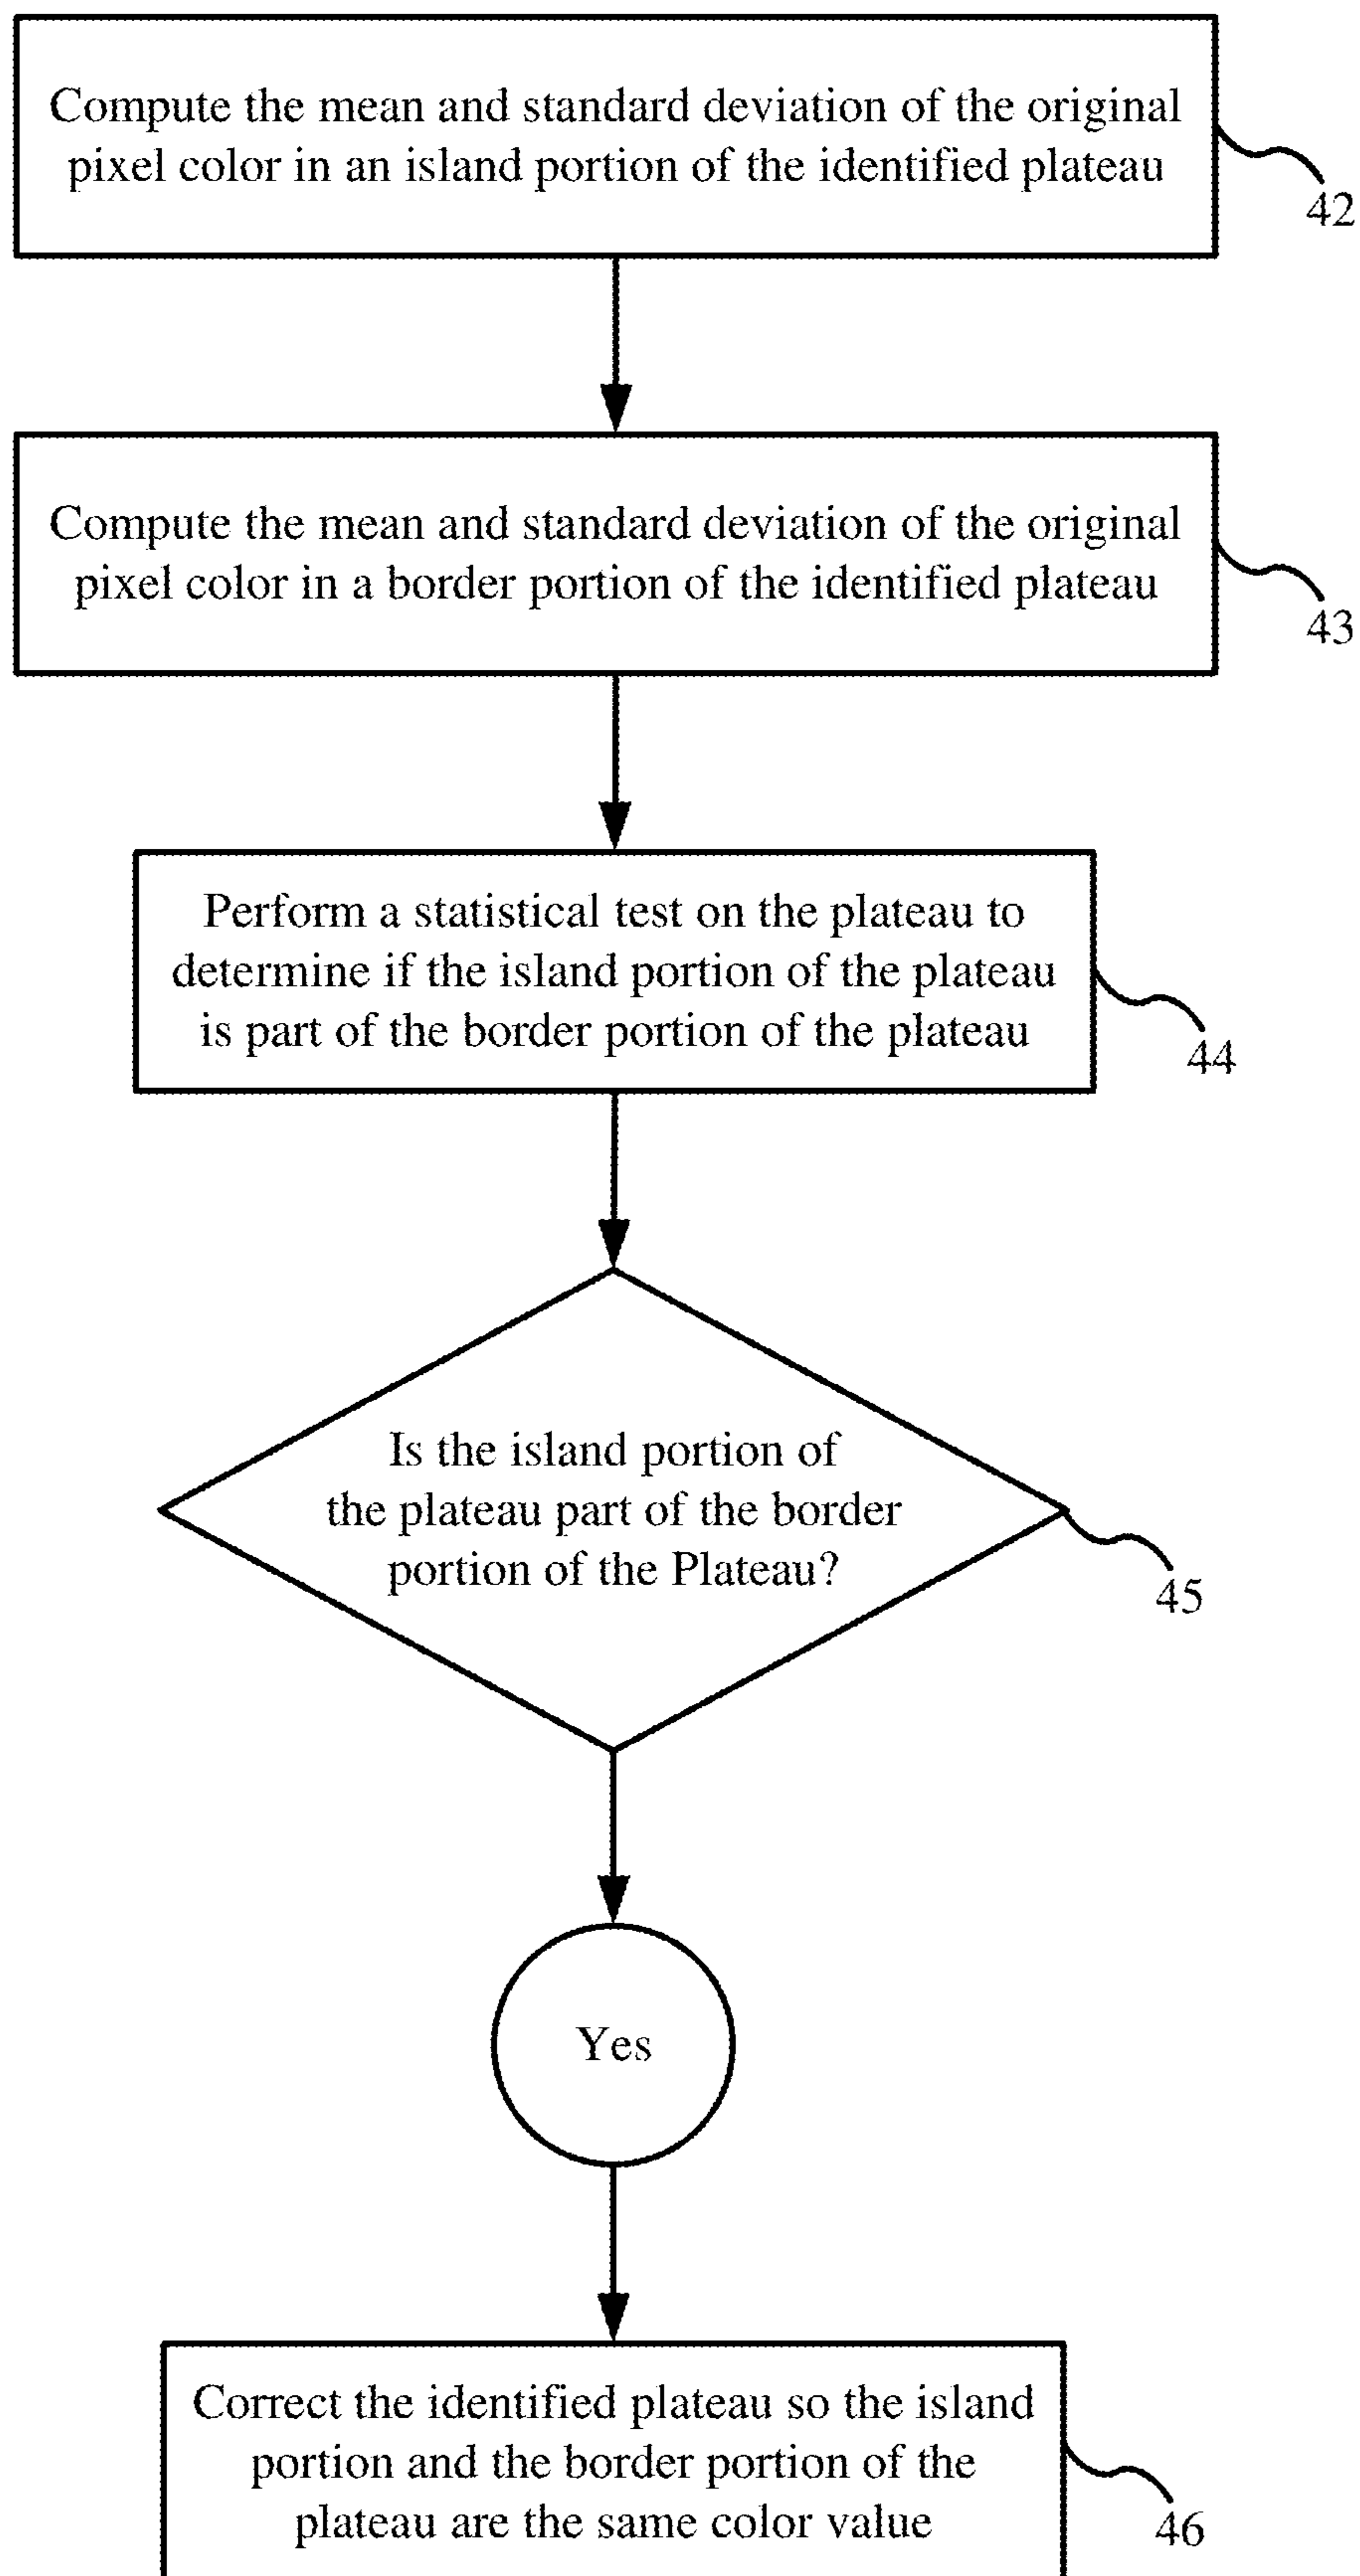 Compute the mean and standard deviation of the original
pixel color in an island portion of the identified plateau
42
Compute the mean and standard deviation of the original
pixel color in a border portion of the identified plateau
43
Perform a statistical test on the plateau to
determine if the island portion of the plateau
is part of the border portion of the plateau
44
Is the island portion of
the plateau part of the border
portion of the Plateau?
45
Yes
Correct the identified plateau so the island
portion and the border portion of the
plateau are the same color value
46